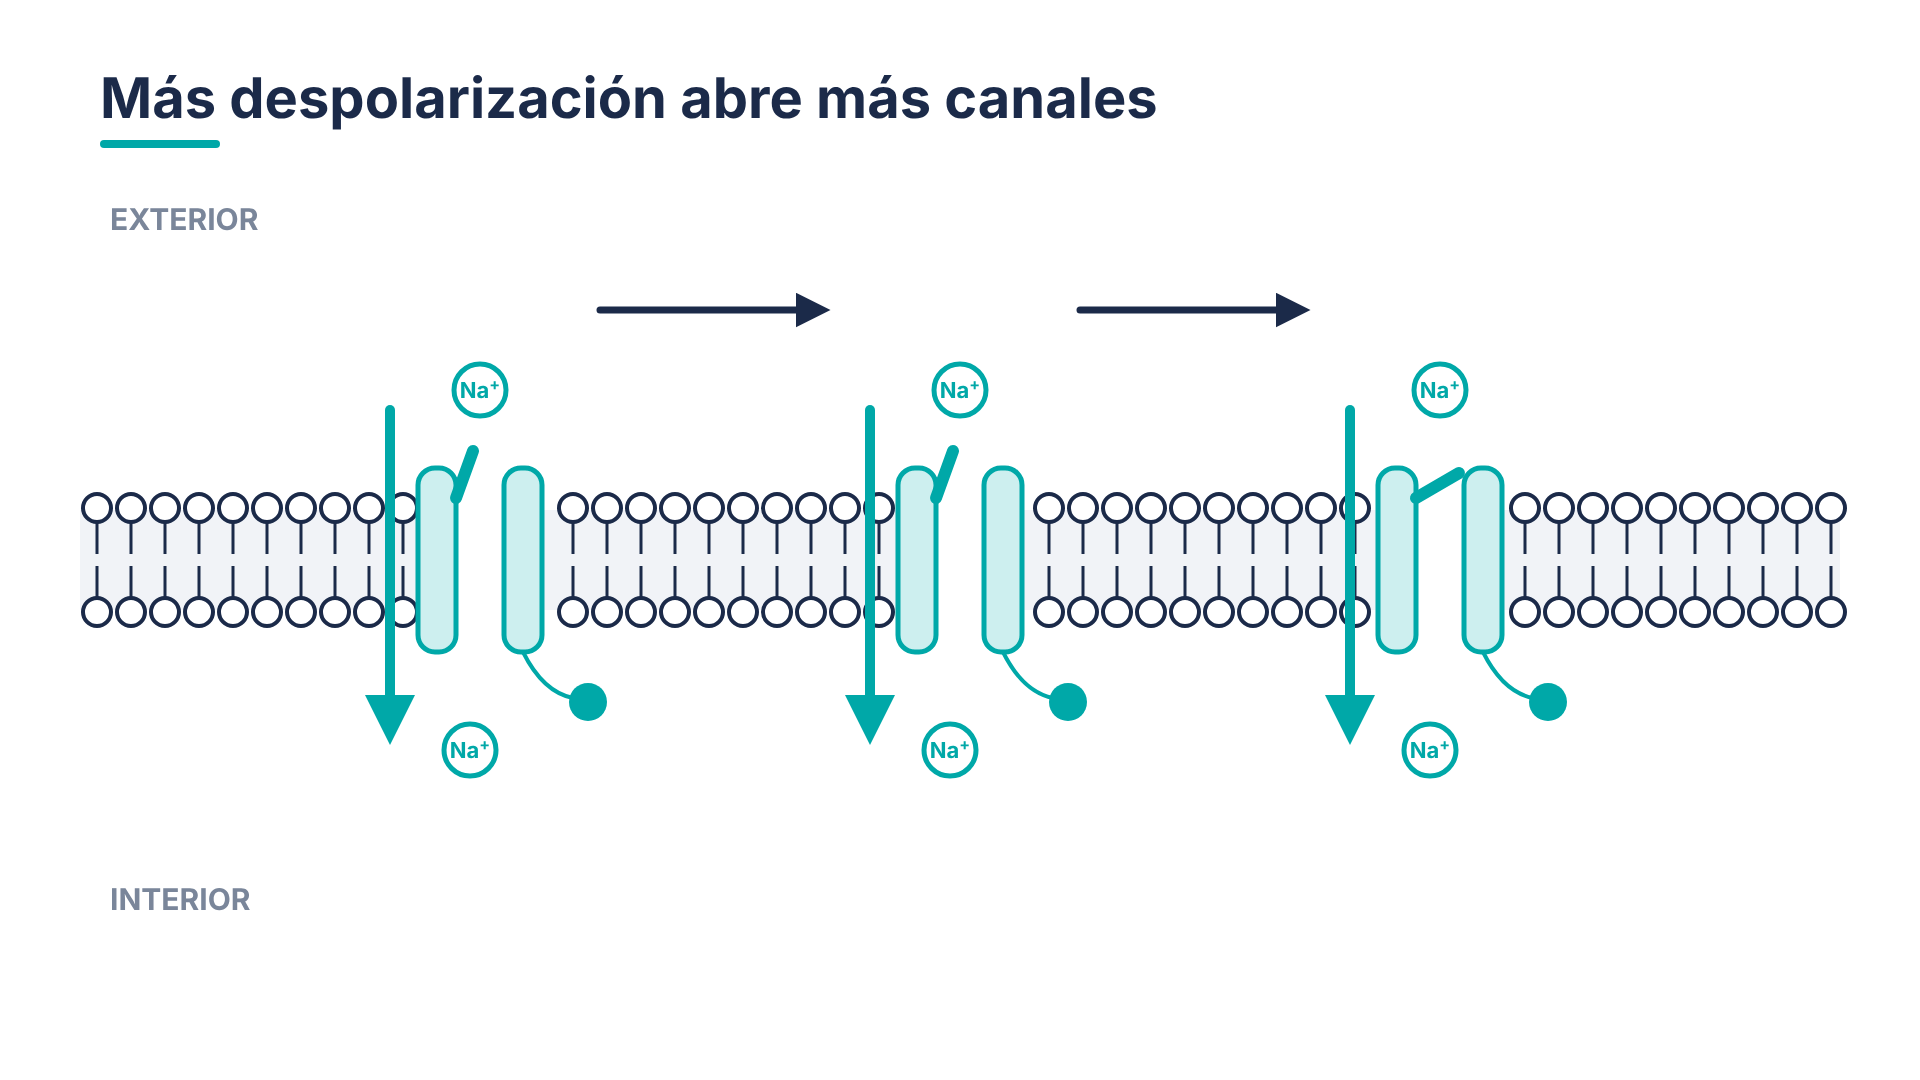 Más despolarización abre más canales
EXTERIOR
Na⁺ Na⁺ Na⁺
Na⁺ Na⁺ Na⁺
INTERIOR